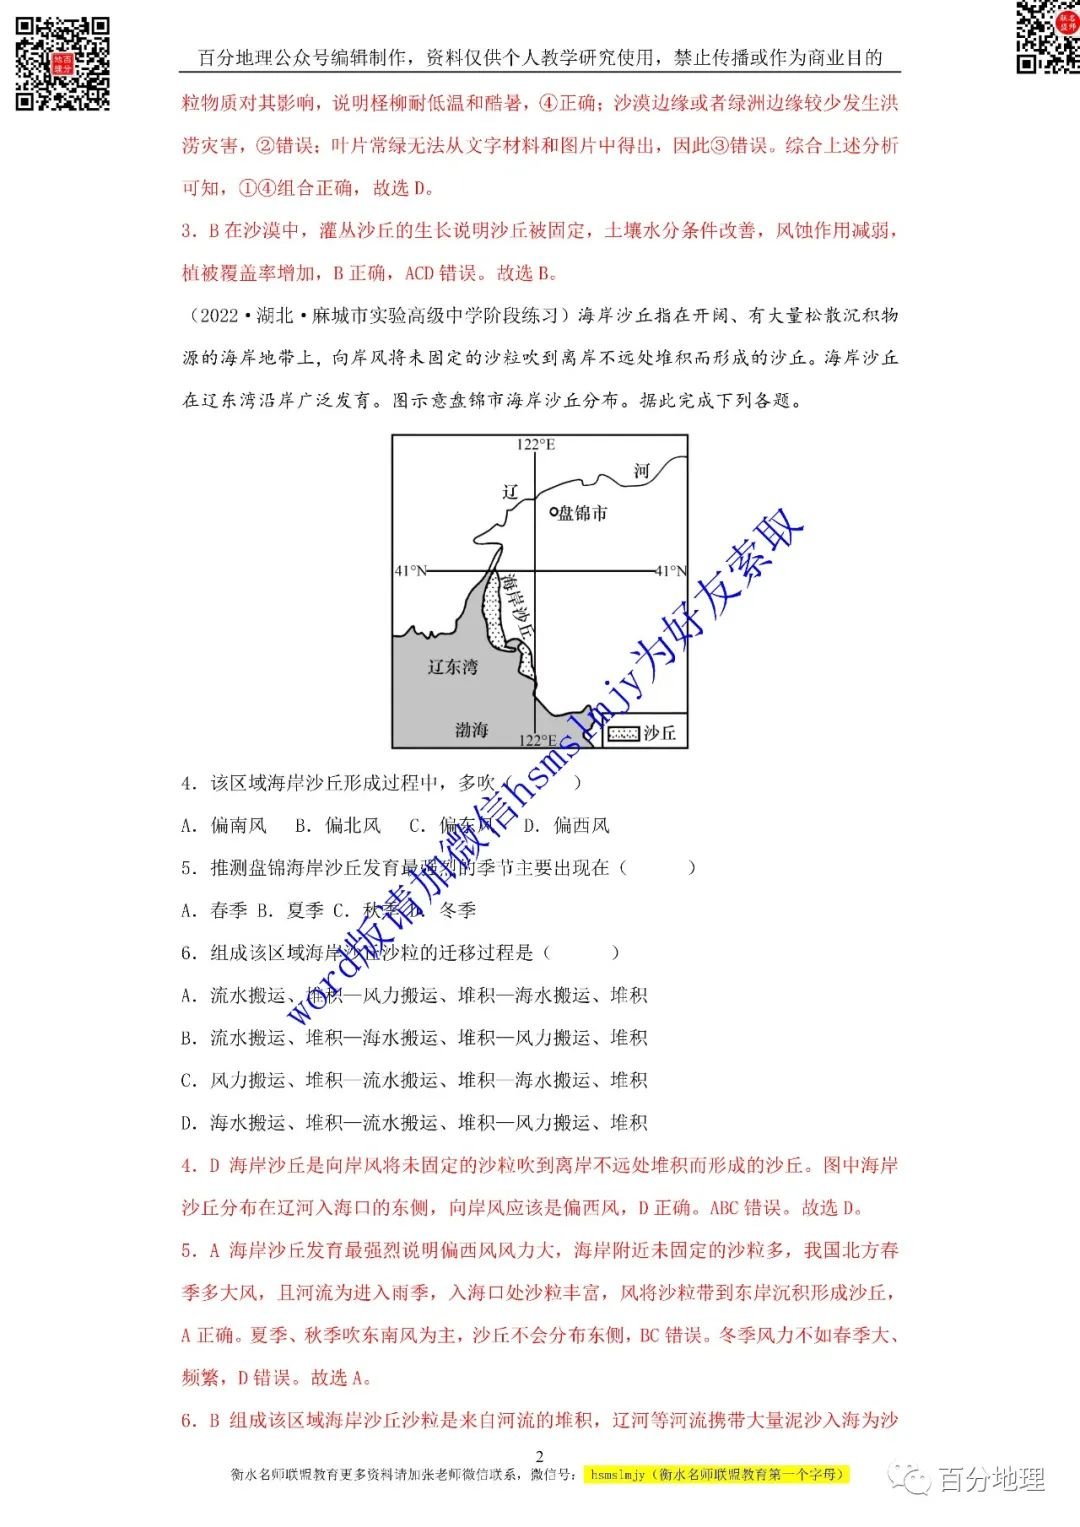 百分地理公众号编辑制作，资料仅供个人教学研究使用，禁止传播或作为商业目的
粒物质对其影响，说明柽柳耐低温和酷暑，④正确；沙漠边缘或者绿洲边缘较少发生洪
涝灾害，②错误；叶片常绿无法从文字材料和图片中得出，因此③错误。综合上述分析
可知，①④组合正确，故选 D。
3．B 在沙漠中，灌丛沙丘的生长说明沙丘被固定，土壤水分条件改善，风蚀作用减弱，
植被覆盖率增加，B 正确，ACD 错误。故选 B。
（2022·湖北·麻城市实验高级中学阶段练习）海岸沙丘指在开阔、有大量松散沉积物
源的海岸地带上，向岸风将未固定的沙粒吹到离岸不远处堆积而形成的沙丘。海岸沙丘
在辽东湾沿岸广泛发育。图示意盘锦市海岸沙丘分布。据此完成下列各题。
122°E
辽 河
盘锦市
41°N 41°N
海岸沙丘
辽东湾
渤海
122°E
沙丘
word版请加微信hsmslmjy为好友索取
4．该区域海岸沙丘形成过程中，多吹（ ）
A．偏南风 B．偏北风 C．偏东风 D．偏西风
5．推测盘锦海岸沙丘发育最强烈的季节主要出现在（ ）
A．春季 B．夏季 C．秋季 D．冬季
6．组成该区域海岸沙丘沙粒的迁移过程是（ ）
A．流水搬运、堆积—风力搬运、堆积—海水搬运、堆积
B．流水搬运、堆积—海水搬运、堆积—风力搬运、堆积
C．风力搬运、堆积—流水搬运、堆积—海水搬运、堆积
D．海水搬运、堆积—流水搬运、堆积—风力搬运、堆积
4．D 海岸沙丘是向岸风将未固定的沙粒吹到离岸不远处堆积而形成的沙丘。图中海岸
沙丘分布在辽河入海口的东侧，向岸风应该是偏西风，D 正确。ABC 错误。故选 D。
5．A 海岸沙丘发育最强烈说明偏西风风力大，海岸附近未固定的沙粒多，我国北方春
季多大风，且河流为进入雨季，入海口处沙粒丰富，风将沙粒带到东岸沉积形成沙丘，
A 正确。夏季、秋季吹东南风为主，沙丘不会分布东侧，BC 错误。冬季风力不如春季大、
频繁，D 错误。故选 A。
6．B 组成该区域海岸沙丘沙粒是来自河流的堆积，辽河等河流携带大量泥沙入海为沙
2
衡水名师联盟教育更多资料请加张老师微信联系，微信号： hsmslmjy（衡水名师联盟教育第一个字母）
百分地理